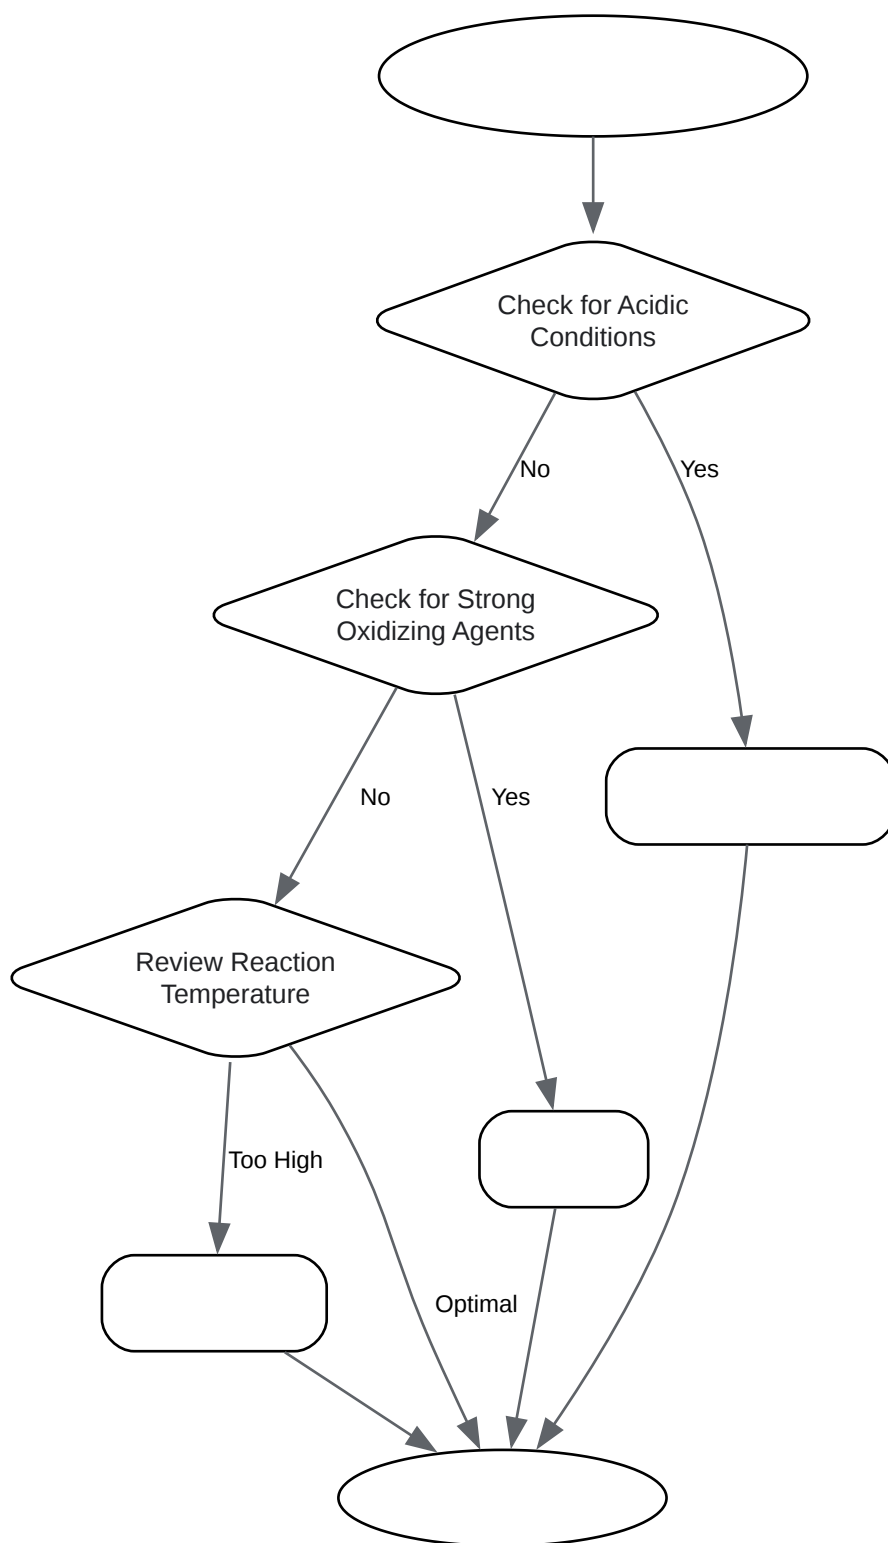 Check for Acidic
Conditions
No
Yes
Check for Strong
Oxidizing Agents
No
Yes
Review Reaction
Temperature
Too High
Optimal